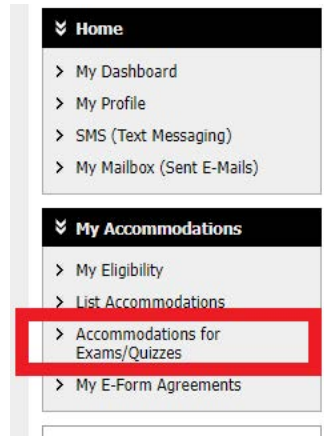 Home
My Dashboard
My Profile
SMS (Text Messaging)
My Mailbox (Sent E-Mails)
My Accommodations
My Eligibility
List Accommodations
Accommodations for
Exams/Quizzes
My E-Form Agreements